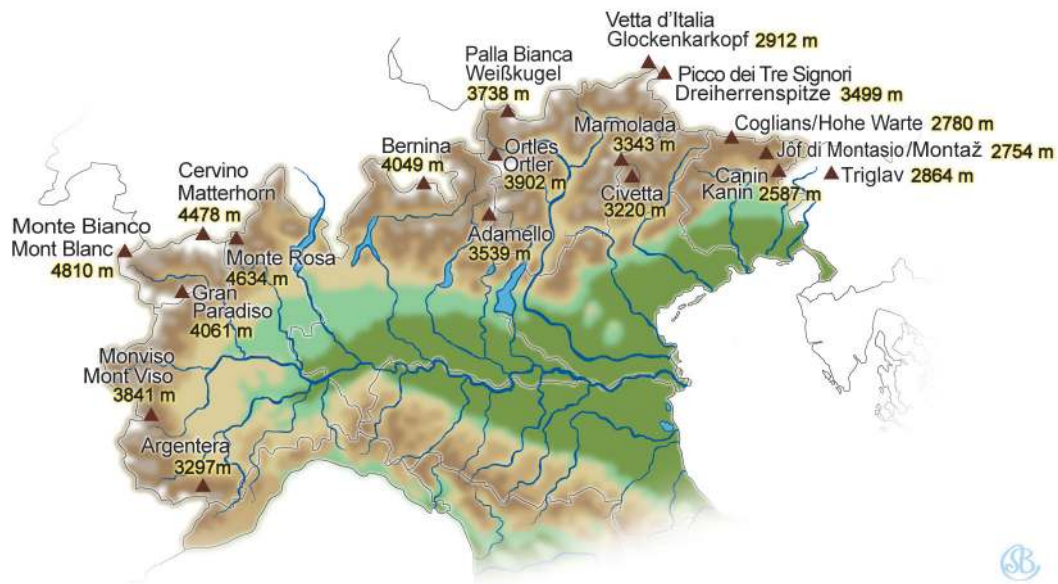 Vetta d'Italia
Glockenkarkopf 2912 m
Palla Bianca
Weißkugel
3738 m
Picco dei Tre Signori
Dreiherrenspitze 3499 m
Marmolada
3343 m
Coglians/Hohe Warte 2780 m
Bernina
4049 m
Ortles
Ortler
3902 m
Jôf di Montasio/Montaž 2754 m
Cervino
Matterhorn
4478 m
Civetta
3220 m
Canin
Kanin 2587 m
Triglav 2864 m
Monte Bianco
Mont Blanc
4810 m
Monte Rosa
4634 m
Adamello
3539 m
Gran
Paradiso
4061 m
Monviso
Mont Viso
3841 m
Argentera
3297m
SB